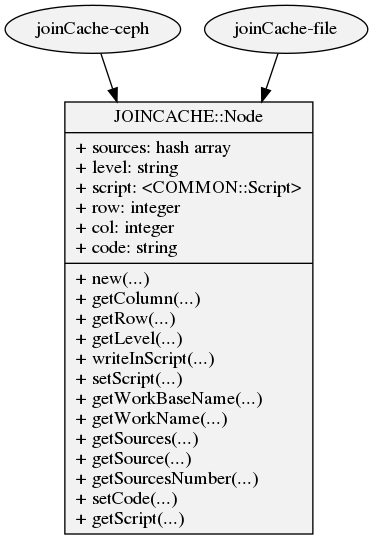 joinCache-ceph
joinCache-file
JOINCACHE::Node
+ sources: hash array
+ level: string
+ script: <COMMON::Script>
+ row: integer
+ col: integer
+ code: string
+ new(...)
+ getColumn(...)
+ getRow(...)
+ getLevel(...)
+ writeInScript(...)
+ setScript(...)
+ getWorkBaseName(...)
+ getWorkName(...)
+ getSources(...)
+ getSource(...)
+ getSourcesNumber(...)
+ setCode(...)
+ getScript(...)